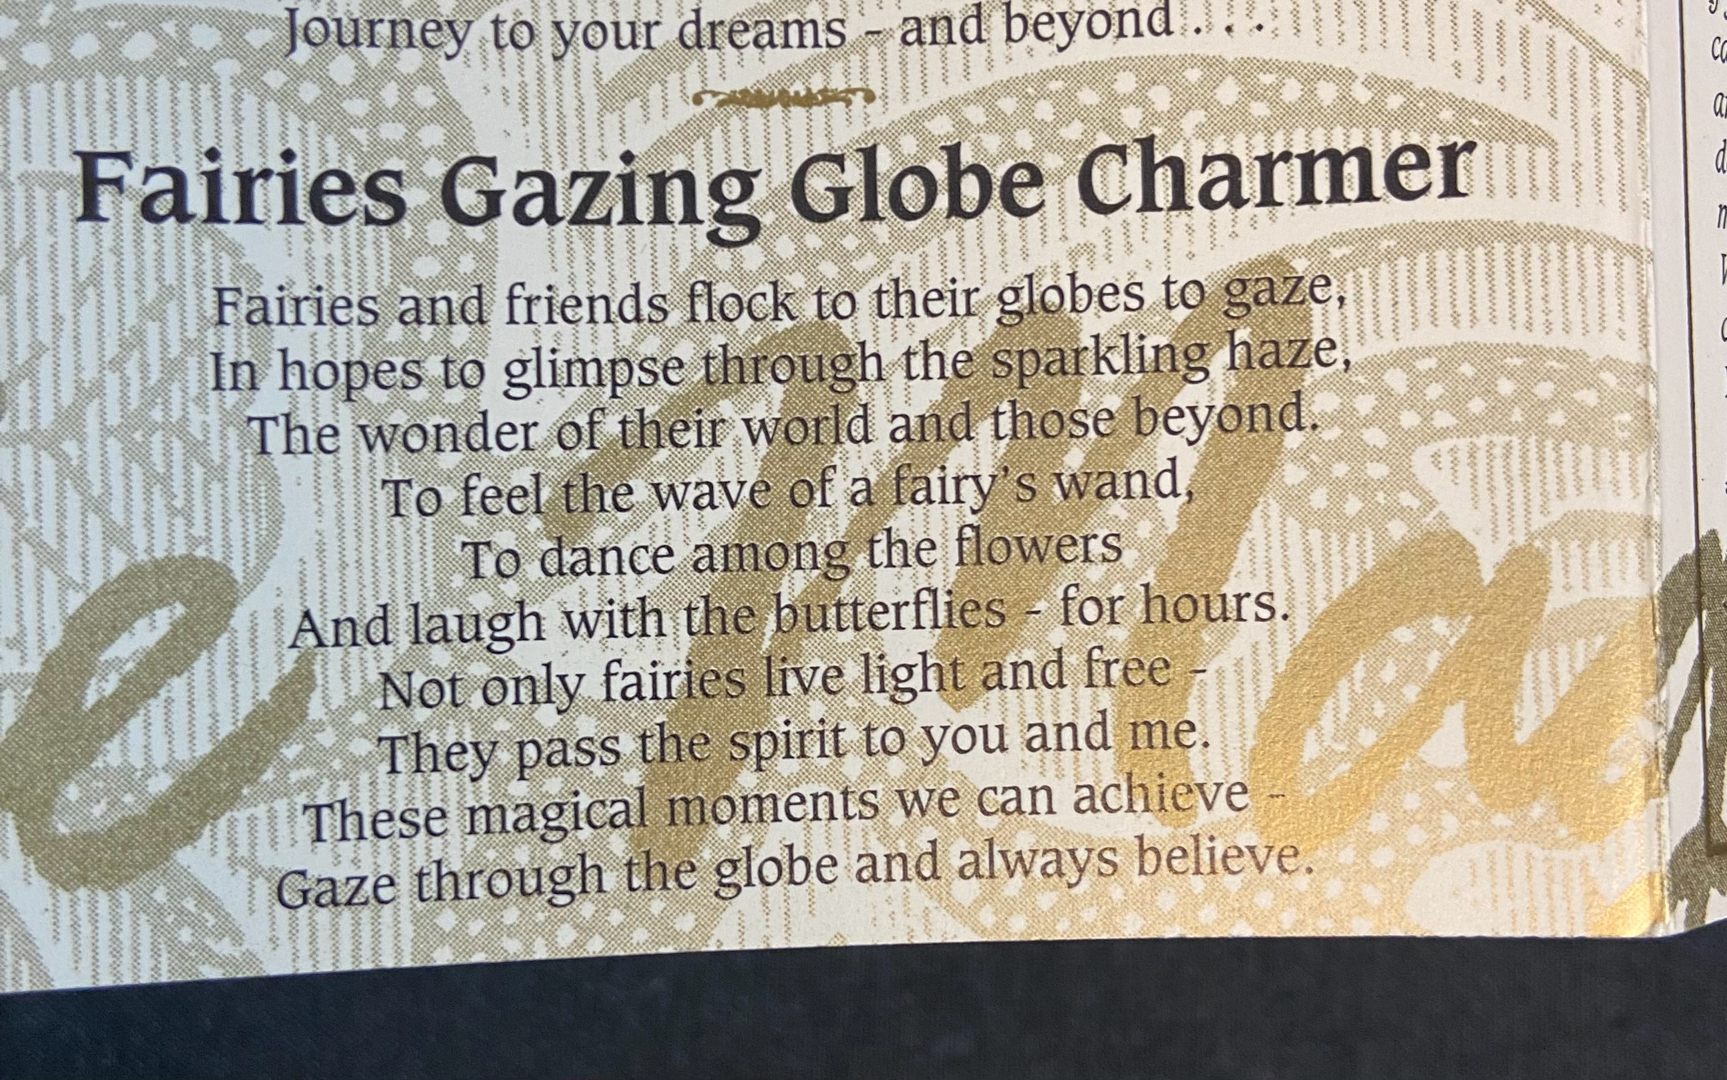 Journey to your dreams - and beyond . . .
Fairies Gazing Globe Charmer
Fairies and friends flock to their globes to gaze,
In hopes to glimpse through the sparkling haze,
The wonder of their world and those beyond.
To feel the wave of a fairy's wand,
To dance among the flowers
And laugh with the butterflies - for hours.
Not only fairies live light and free -
They pass the spirit to you and me.
These magical moments we can achieve -
Gaze through the globe and always believe.